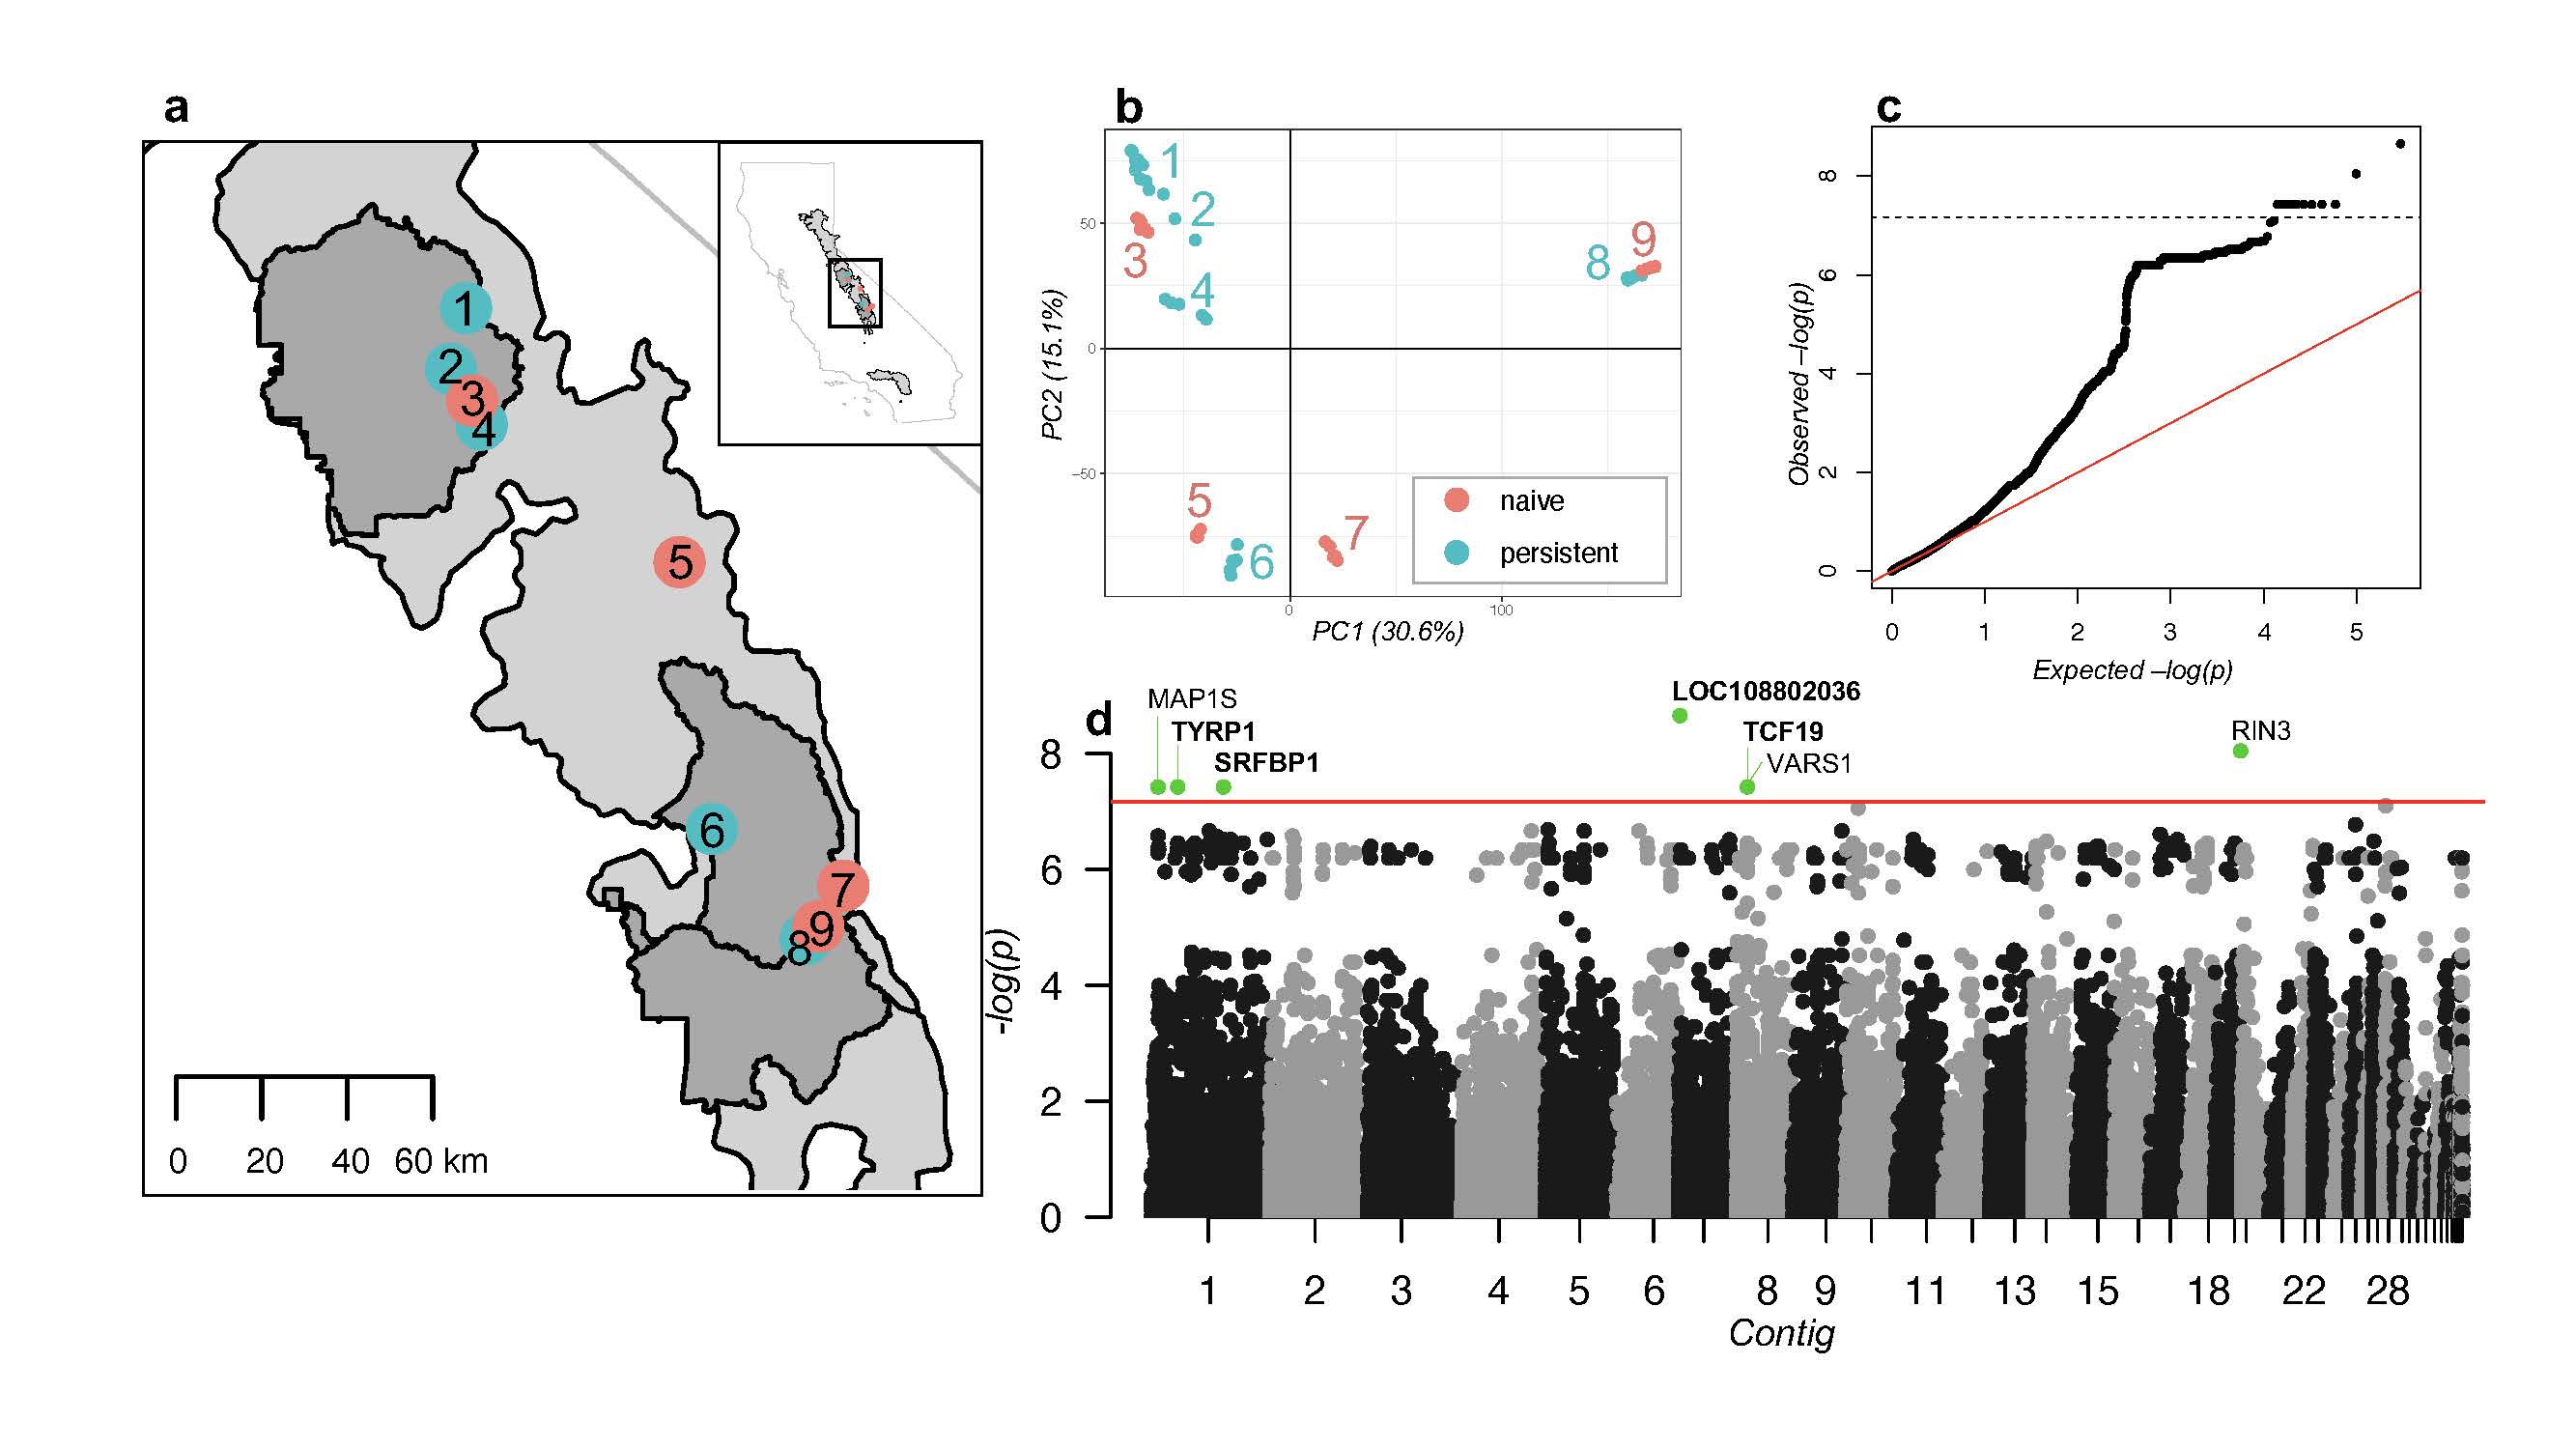 a
1
2
3
4
5
6
7
9
8
0 20 40 60 km
b
1
2
3
4
5
6
7
8
9
50
0
−50
0 100
PC2 (15.1%)
PC1 (30.6%)
naive
persistent
c
8
6
4
2
0
Observed –log(p)
0 1 2 3 4 5
Expected –log(p)
d
MAP1S
TYRP1
SRFBP1
LOC108802036
TCF19
VARS1
RIN3
8
6
4
2
0
-log(p)
1 2 3 4 5 6 8 9 11 13 15 18 22 28
Contig